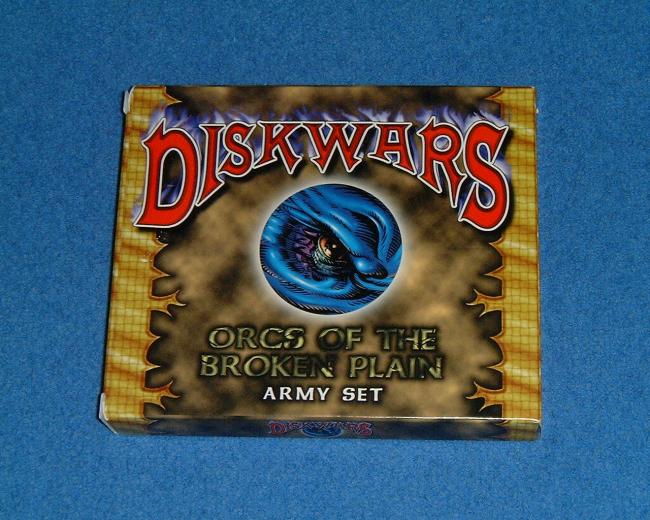 DISKWARS
ORCS OF THE
BROKEN PLAIN
ARMY SET
DISKWARS